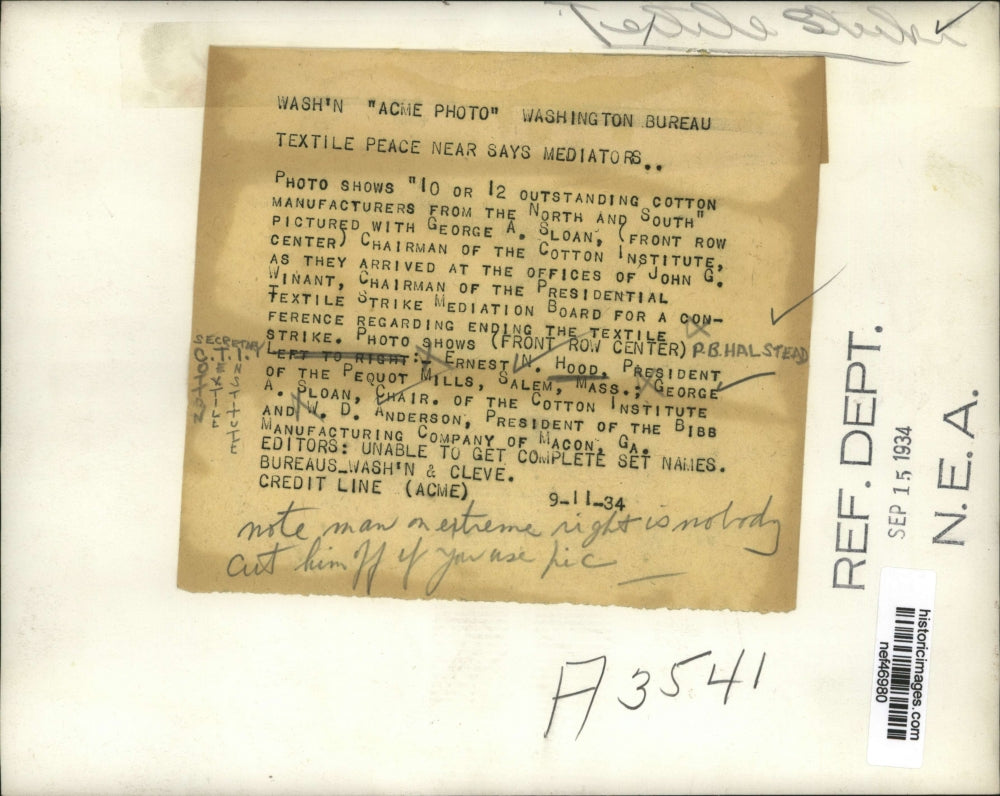 Textile Strike
WASH'N "ACME PHOTO" WASHINGTON BUREAU
TEXTILE PEACE NEAR SAYS MEDIATORS..
PHOTO SHOWS "10 OR 12 OUTSTANDING COTTON
MANUFACTURERS FROM THE NORTH AND SOUTH"
PICTURED WITH GEORGE A. SLOAN, (FRONT ROW
CENTER) CHAIRMAN OF THE COTTON INSTITUTE,
AS THEY ARRIVED AT THE OFFICES OF JOHN G.
WINANT, CHAIRMAN OF THE PRESIDENTIAL
TEXTILE STRIKE MEDIATION BOARD FOR A CON-
FERENCE REGARDING ENDING THE TEXTILE
STRIKE. PHOTO SHOWS (FRONT ROW CENTER) P.B. HALSTEAD
LEFT TO RIGHT: ERNEST N. HOOD, PRESIDENT
OF THE PEQUOT MILLS, SALEM, MASS.; GEORGE
A. SLOAN, CHAIR. OF THE COTTON INSTITUTE
AND W. D. ANDERSON, PRESIDENT OF THE BIBB
MANUFACTURING COMPANY OF MACON, GA.
EDITORS: UNABLE TO GET COMPLETE SET NAMES.
BUREAUS_WASH'N & CLEVE.
CREDIT LINE (ACME) 9-11-34
SECRETARY
C.T.I.
COTTON
TEXTILE
INSTITUTE
note man on extreme right is nobody
cut him off if you use pic
A3541
REF. DEPT.
SEP 15 1934
N. E. A.
historicimages.com
nef46980